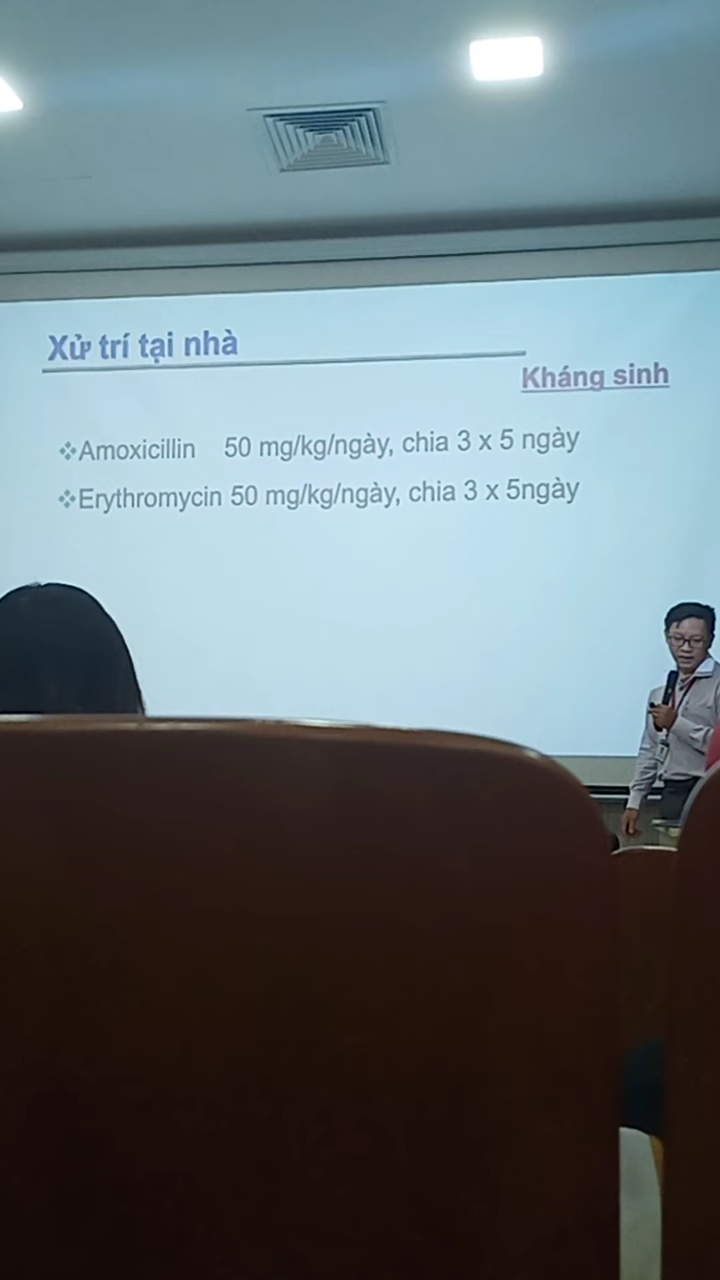 Xử trí tại nhà
Kháng sinh
❖Amoxicillin 50 mg/kg/ngày, chia 3 x 5 ngày
❖Erythromycin 50 mg/kg/ngày, chia 3 x 5ngày